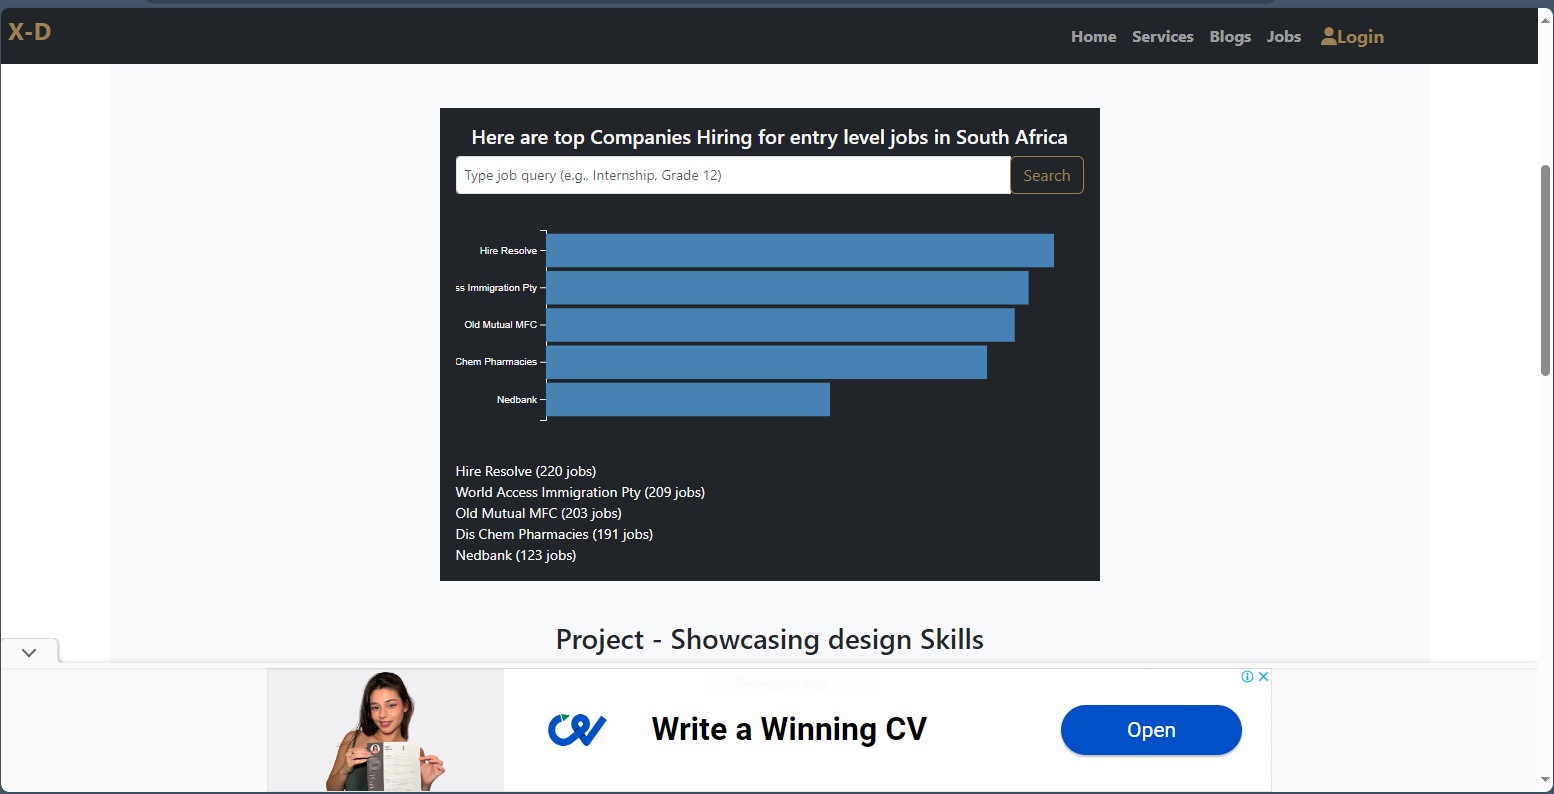 X-D
Home Services Blogs Jobs Login
Here are top Companies Hiring for entry level jobs in South Africa
Type job query (e.g., Internship, Grade 12) Search
Hire Resolve
ss Immigration Pty
Old Mutual MFC
Chem Pharmacies
Nedbank
Hire Resolve (220 jobs)
World Access Immigration Pty (209 jobs)
Old Mutual MFC (203 jobs)
Dis Chem Pharmacies (191 jobs)
Nedbank (123 jobs)
Project - Showcasing design Skills
Rectangular Snip
Write a Winning CV
Open